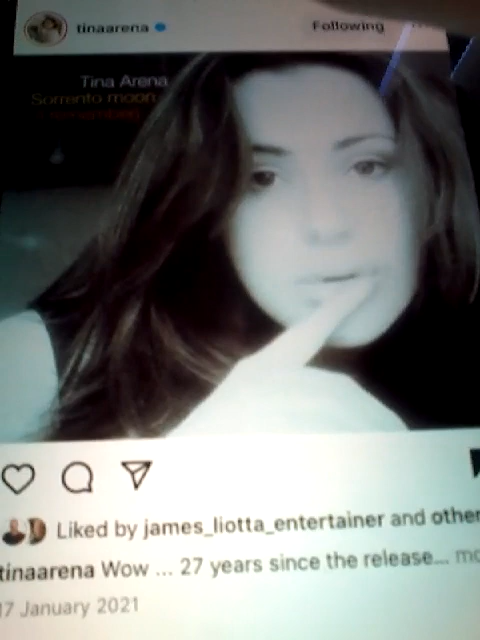 tinaarena
Following
Tina Arena
Sorrento moon
Liked by james_liotta_entertainer and other
tinaarena Wow ... 27 years since the release... mo
17 January 2021